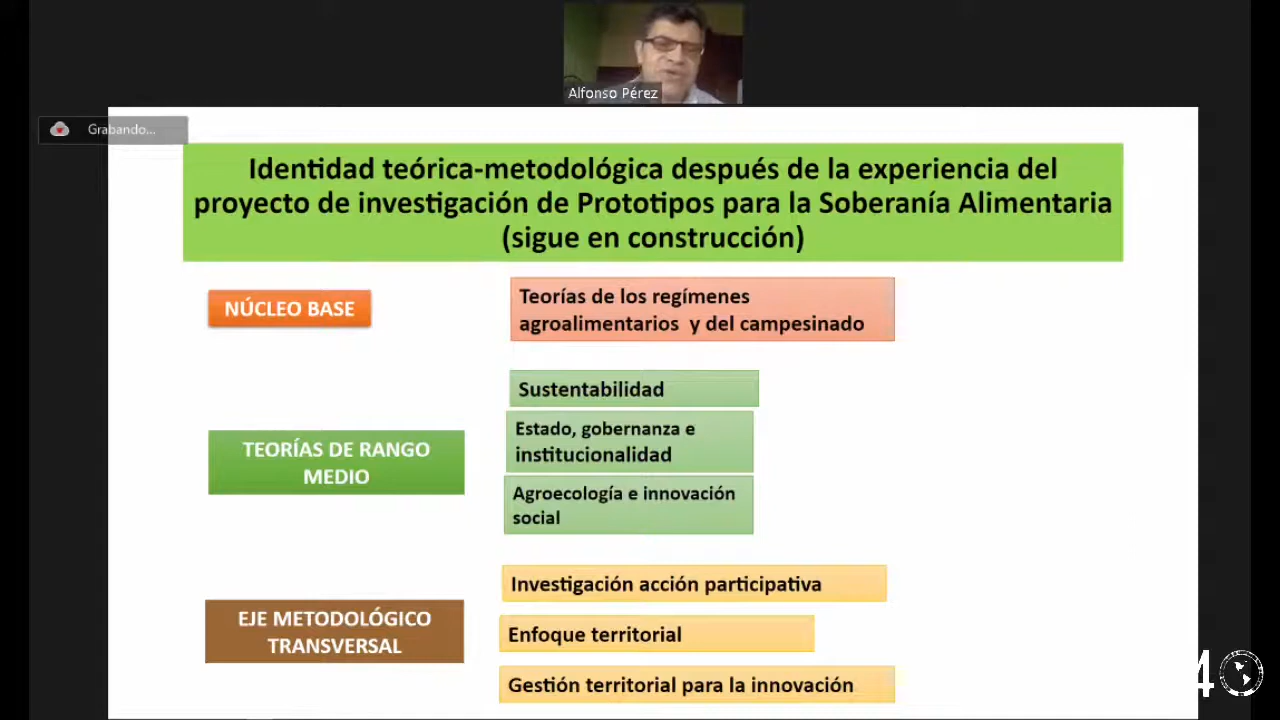 Alfonso Pérez
Grabando...
Identidad teórica-metodológica después de la experiencia del
proyecto de investigación de Prototipos para la Soberanía Alimentaria
(sigue en construcción)
NÚCLEO BASE
Teorías de los regímenes
agroalimentarios y del campesinado
TEORÍAS DE RANGO
MEDIO
Sustentabilidad
Estado, gobernanza e
institucionalidad
Agroecología e innovación
social
EJE METODOLÓGICO
TRANSVERSAL
Investigación acción participativa
Enfoque territorial
Gestión territorial para la innovación